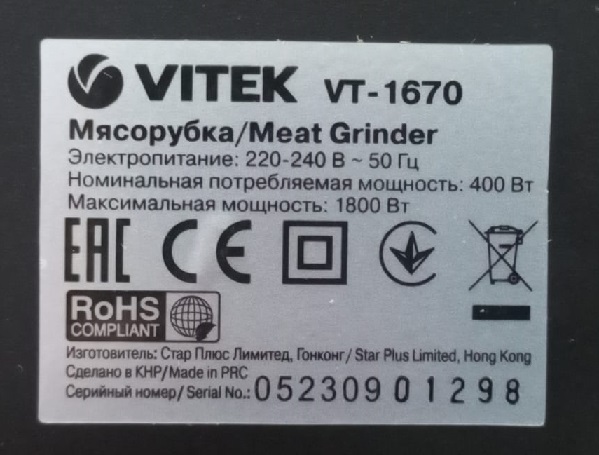 VITEK VT-1670
Мясорубка/Meat Grinder
Электропитание: 220-240 В ~ 50 Гц
Номинальная потребляемая мощность: 400 Вт
Максимальная мощность: 1800 Вт
EAC CE
RoHS
COMPLIANT
Изготовитель: Стар Плюс Лимитед, Гонконг/ Star Plus Limited, Hong Kong
Сделано в КНР/Made in PRC
Серийный номер/ Serial No.: 05230901298